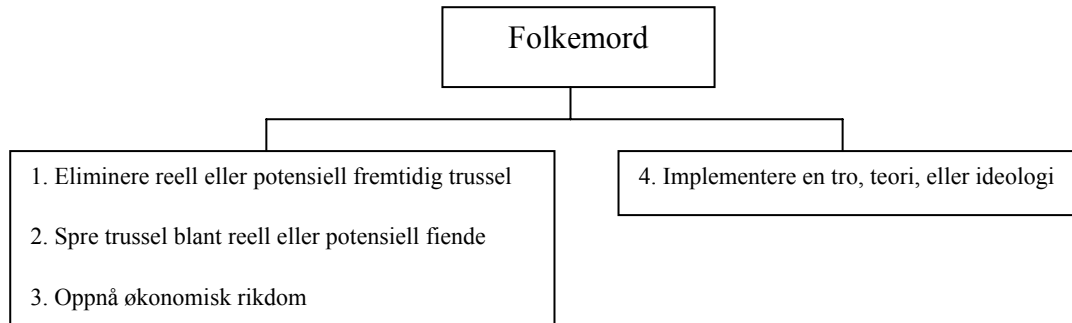 Folkemord
1. Eliminere reell eller potensiell fremtidig trussel
2. Spre trussel blant reell eller potensiell fiende
3. Oppnå økonomisk rikdom
4. Implementere en tro, teori, eller ideologi